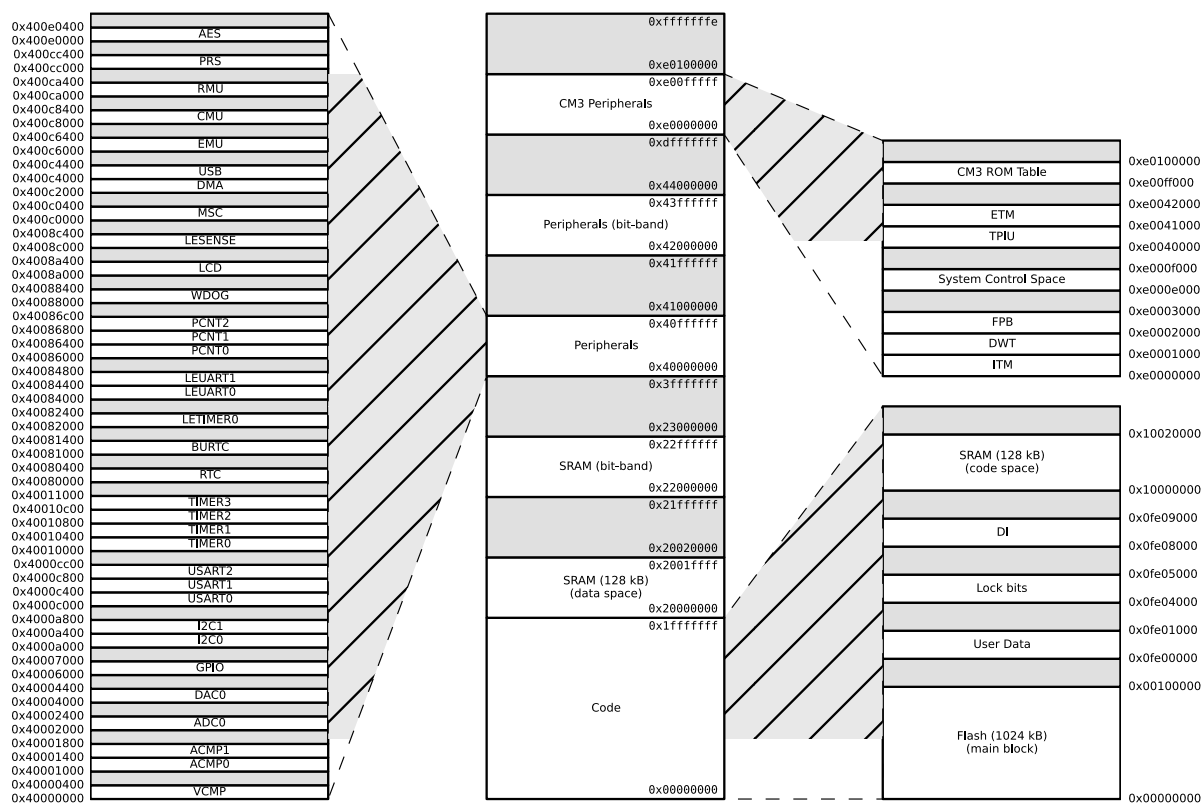 0x400e0400
AES
0x400e0000
0x400cc400
PRS
0x400cc000
0x400ca400
RMU
0x400ca000
0x400c8400
CMU
0x400c8000
0x400c6400
EMU
0x400c6000
0x400c4400
USB
0x400c4000
DMA
0x400c2000
0x400c0400
MSC
0x400c0000
0x4008c400
LESENSE
0x4008c000
0x4008a400
LCD
0x4008a000
0x40088400
WDOG
0x40088000
0x40086c00
PCNT2
0x40086800
PCNT1
0x40086400
PCNT0
0x40086000
0x40084800
LEUART1
0x40084400
LEUART0
0x40084000
0x40082400
LETIMER0
0x40082000
0x40081400
BURTC
0x40081000
0x40080400
RTC
0x40080000
0x40011000
TIMER3
0x40010c00
TIMER2
0x40010800
TIMER1
0x40010400
TIMER0
0x40010000
0x4000cc00
USART2
0x4000c800
USART1
0x4000c400
USART0
0x4000c000
0x4000a800
I2C1
0x4000a400
I2C0
0x4000a000
0x40007000
GPIO
0x40006000
0x40004400
DAC0
0x40004000
0x40002400
ADC0
0x40002000
0x40001800
ACMP1
0x40001400
ACMP0
0x40001000
0x40000400
VCMP
0x40000000
0xfffffffe
0xe0100000
0xe00fffff
CM3 Peripherals
0xe0000000
0xdfffffff
0x44000000
0x43ffffff
Peripherals (bit-band)
0x42000000
0x41ffffff
0x41000000
0x40ffffff
Peripherals
0x40000000
0x3fffffff
0x23000000
0x22ffffff
SRAM (bit-band)
0x22000000
0x21ffffff
0x20020000
0x2001ffff
SRAM (128 kB)
(data space)
0x20000000
0x1fffffff
Code
0x00000000
0xe0100000
CM3 ROM Table
0xe00ff000
0xe0042000
ETM
0xe0041000
TPIU
0xe0040000
0xe000f000
System Control Space
0xe000e000
0xe0003000
FPB
0xe0002000
DWT
0xe0001000
ITM
0xe0000000
0x10020000
SRAM (128 kB)
(code space)
0x10000000
0x0fe09000
DI
0x0fe08000
0x0fe05000
Lock bits
0x0fe04000
0x0fe01000
User Data
0x0fe00000
0x00100000
Flash (1024 kB)
(main block)
0x00000000